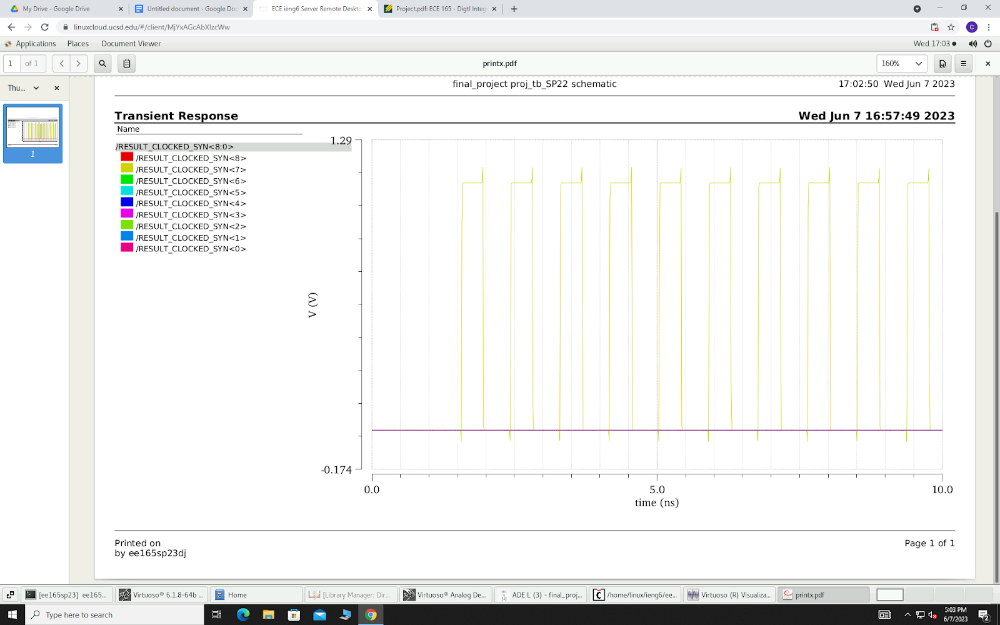 My Drive - Google Drive
Untitled document - Google Doc
ECE ieng6 Server Remote Deskto
Project.pdf: ECE 165 - Digtl Integ
linuxcloud.ucsd.edu/#/client/MjYxAGcAbXlzcWw
C
Applications Places Document Viewer Wed 17:03
1 of 1 printx.pdf 160%
Thu...
1
final_project proj_tb_SP22 schematic 17:02:50 Wed Jun 7 2023
Transient Response Wed Jun 7 16:57:49 2023
Name
/RESULT_CLOCKED_SYN<8:0>
/RESULT_CLOCKED_SYN<8>
/RESULT_CLOCKED_SYN<7>
/RESULT_CLOCKED_SYN<6>
/RESULT_CLOCKED_SYN<5>
/RESULT_CLOCKED_SYN<4>
/RESULT_CLOCKED_SYN<3>
/RESULT_CLOCKED_SYN<2>
/RESULT_CLOCKED_SYN<1>
/RESULT_CLOCKED_SYN<0>
1.29
V (V)
-0.174
0.0 5.0 10.0
time (ns)
Printed on
by ee165sp23dj
Page 1 of 1
[ee165sp23] ee165... Virtuoso® 6.1.8-64b ... Home [Library Manager: Dir... Virtuoso® Analog De... ADE L (3) - final_proj... /home/linux/ieng6/ee... Virtuoso (R) Visualiza... printx.pdf
Type here to search
5:03 PM
6/7/2023
2